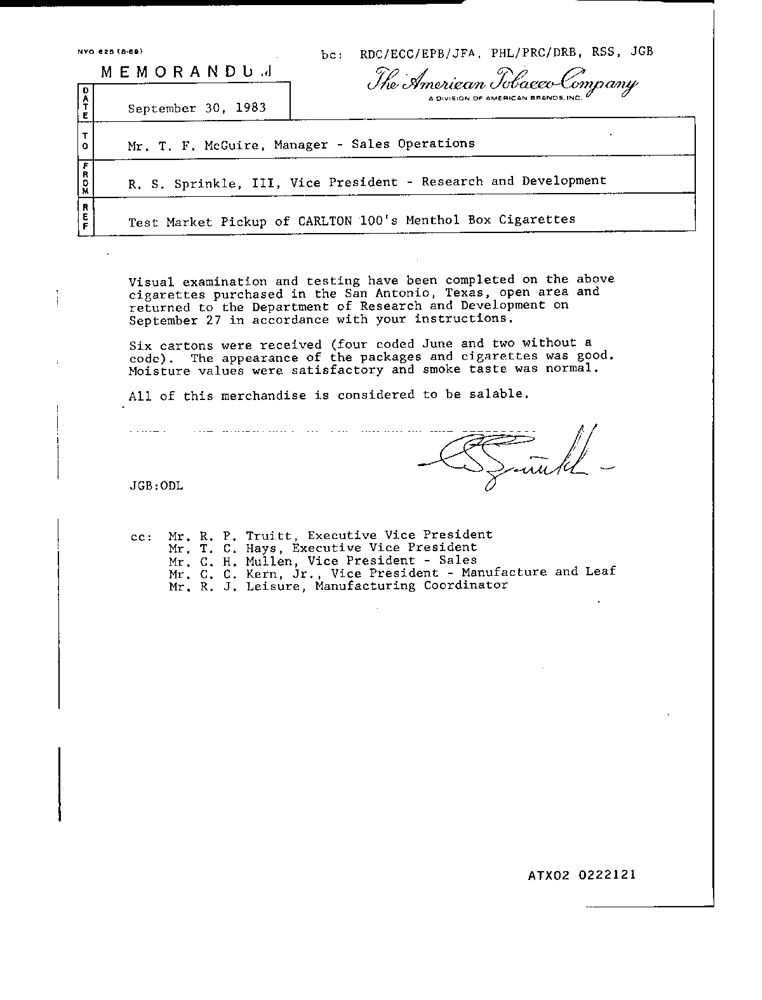 NYO 625 (8-69)
bc: RDC/ECC/EPB/JFA, PHL/PRC/DRB, RSS, JGB
MEMORANDUM
The American Tobacco Company
A DIVISION OF AMERICAN BRANDS, INC.
DATE
September 30, 1983
TO
Mr. T. F. McGuire, Manager - Sales Operations
FROM
R. S. Sprinkle, III, Vice President - Research and Development
REF
Test Market Pickup of CARLTON 100's Menthol Box Cigarettes
Visual examination and testing have been completed on the above
cigarettes purchased in the San Antonio, Texas, open area and
returned to the Department of Research and Development on
September 27 in accordance with your instructions.
Six cartons were received (four coded June and two without a
code). The appearance of the packages and cigarettes was good.
Moisture values were satisfactory and smoke taste was normal.
All of this merchandise is considered to be salable.
JGB:ODL
cc: Mr. R. P. Truitt, Executive Vice President
Mr. T. C. Hays, Executive Vice President
Mr. C. H. Mullen, Vice President - Sales
Mr. C. C. Kern, Jr., Vice President - Manufacture and Leaf
Mr. R. J. Leisure, Manufacturing Coordinator
ATX02 0222121